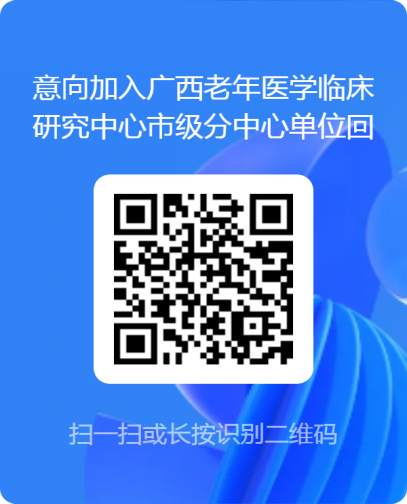 意向加入广西老年医学临床
研究中心市级分中心单位回
扫一扫或长按识别二维码